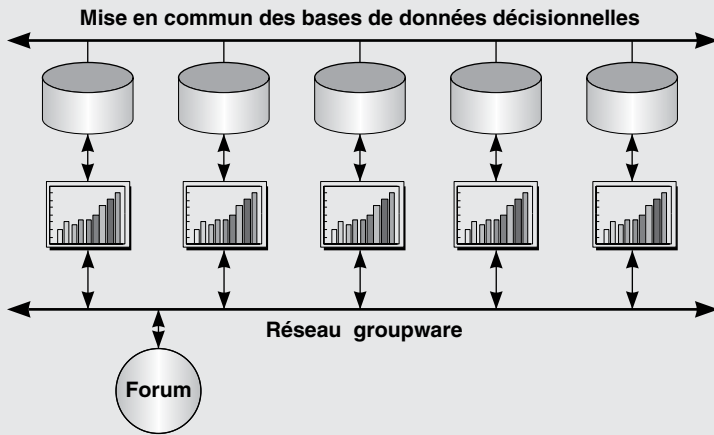 Mise en commun des bases de données décisionnelles
Réseau groupware
Forum